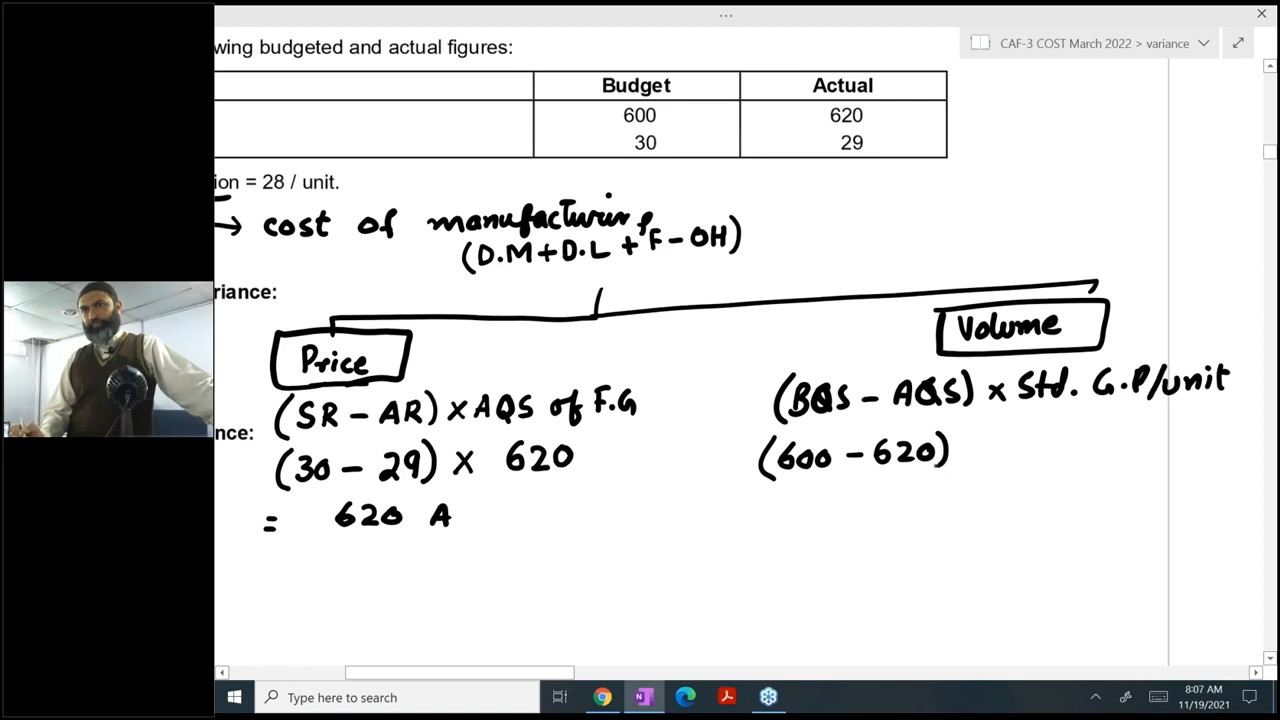 ...
CAF-3 COST March 2022 > variance
wing budgeted and actual figures:
Budget Actual
600 620
30 29
ion = 28 / unit.
→ cost of manufacturing
(D.M+D.L + F-OH)
riance:
Price
Volume
(SR - AR) × AQS of F.G
(BQS - AQS) × Std. G.P/unit
nce:
(30 - 29) × 620
(600 - 620)
= 620 A
Type here to search
8:07 AM
11/19/2021